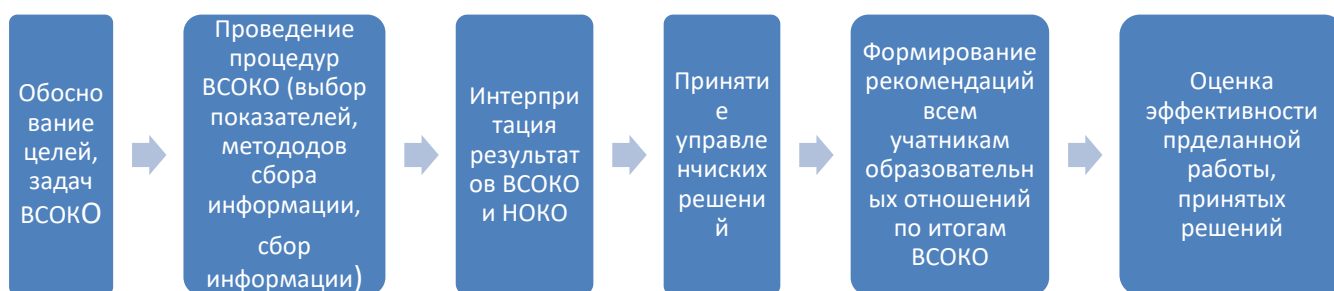 Обосно
вание
целей,
задач
ВСОКО
Проведение
процедур
ВСОКО (выбор
показателей,
метододов
сбора
информации,
сбор
информации)
Интерпри
тация
результат
ов ВСОКО
и НОКО
Приняти
е
управле
нчиских
решени
й
Формирование
рекомендаций
всем
учатникам
образовательн
ых отношений
по итогам
ВСОКО
Оценка
эффективности
прделанной
работы,
принятых
решений